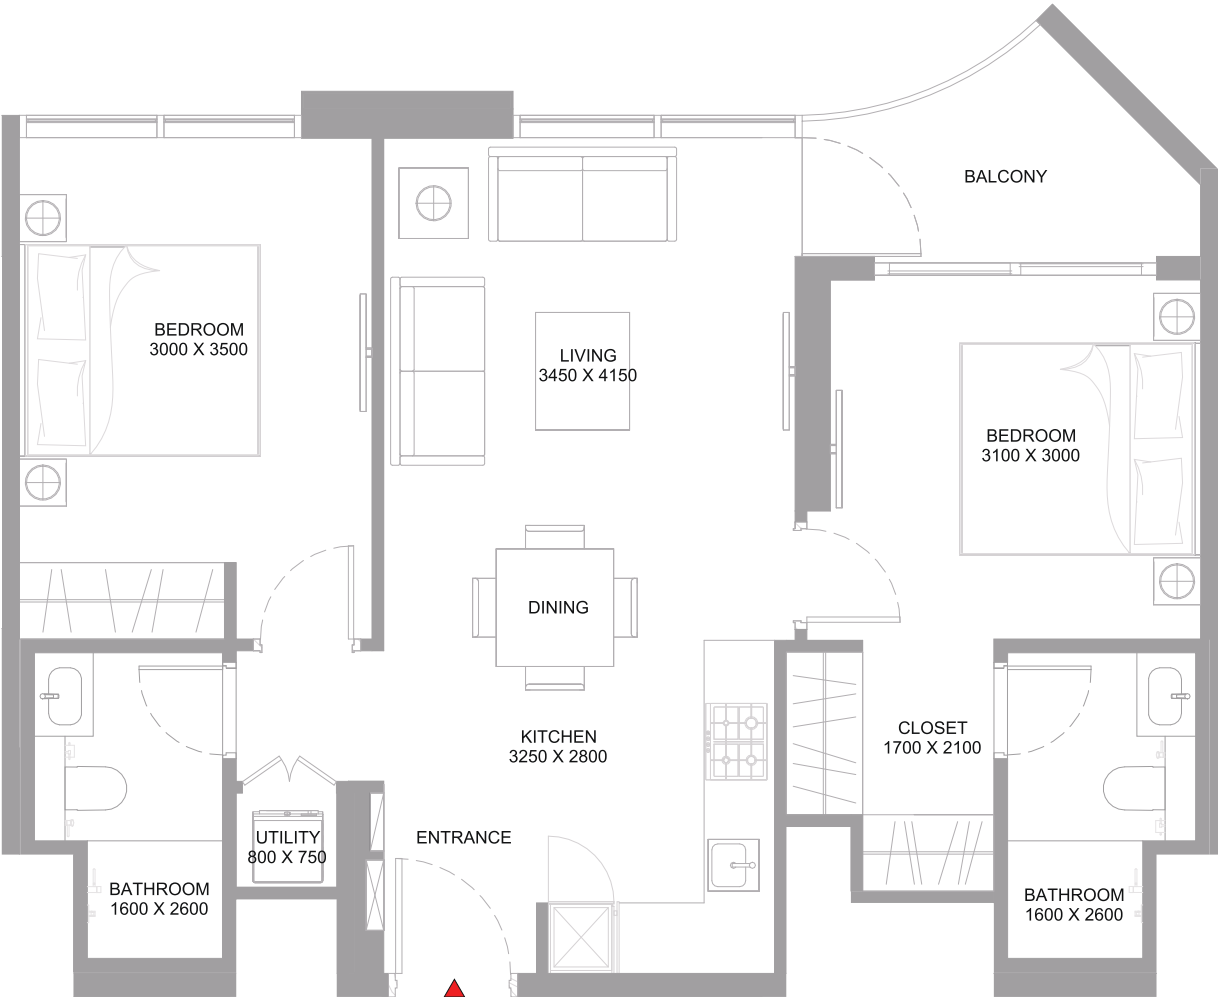 BALCONY
BEDROOM
3000 X 3500
LIVING
3450 X 4150
BEDROOM
3100 X 3000
DINING
KITCHEN
3250 X 2800
CLOSET
1700 X 2100
ENTRANCE
UTILITY
800 X 750
BATHROOM
1600 X 2600
BATHROOM
1600 X 2600